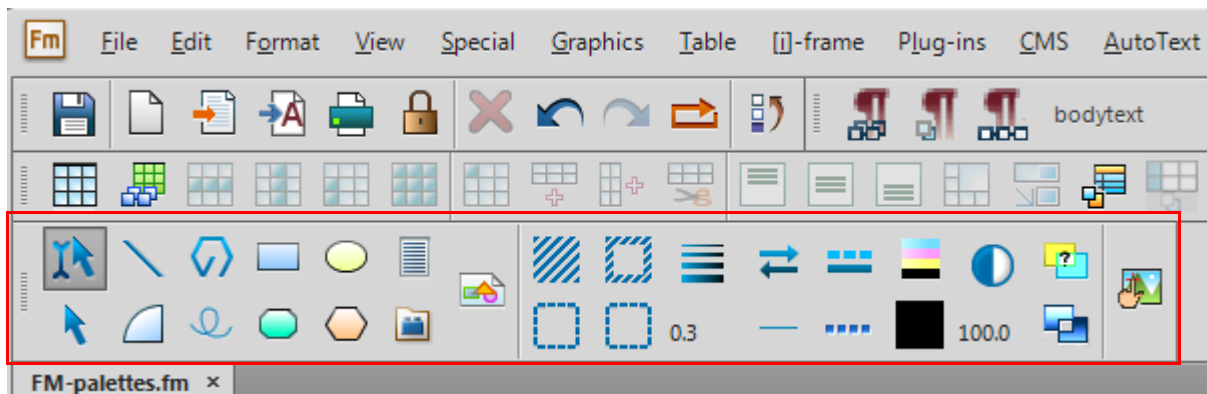 Fm File Edit Format View Special Graphics Table [i]-frame Plug-ins CMS AutoText
A bodytext
?
0.3 100.0
FM-palettes.fm ×